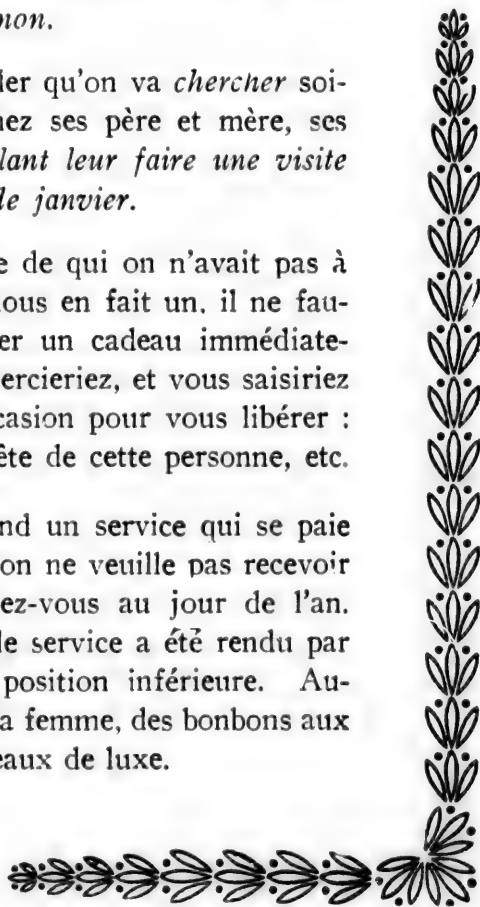 non.
ler qu'on va chercher soi-
nez ses père et mère, ses
lant leur faire une visite
le janvier.
e de qui on n'avait pas à
nous en fait un. il ne fau-
er un cadeau immédiate-
ercieriez, et vous saisiriez
casion pour vous libérer :
ête de cette personne, etc.
nd un service qui se paie
on ne veuille pas recevoir
ez-vous au jour de l'an.
le service a été rendu par
position inférieure. Au-
a femme, des bonbons aux
eaux de luxe.